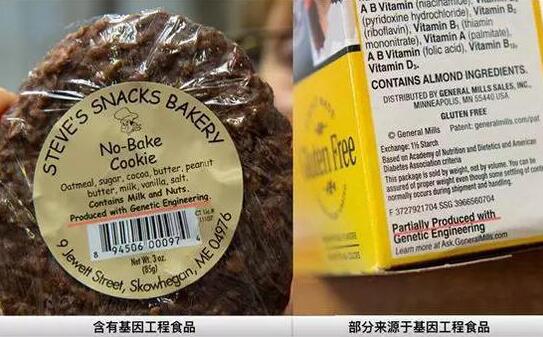 STEVE'S SNACKS BAKERY
No-Bake
Cookie
Oatmeal, sugar, cocoa, butter, peanut
butter, milk, vanilla, salt.
Contains Milk and Nuts.
Produced with Genetic Engineering
8 94506 00097 4
Net Wt. 3 oz.
(85g)
9 Jewett Street, Skowhegan, ME 04976
含有基因工程食品
A B Vitamin (niacinamide),
(pyridoxine hydrochloride), Vitamin B₂
(riboflavin), Vitamin B₁ (thiamin
mononitrate), Vitamin A (palmitate),
A B Vitamin (folic acid), Vitamin B₁₂,
Vitamin D₃.
CONTAINS ALMOND INGREDIENTS.
DISTRIBUTED BY GENERAL MILLS SALES, INC.,
MINNEAPOLIS, MN 55440 USA
GLUTEN FREE
© General Mills Patent: generalmills.com/pat
Exchange: 1½ Starch
Based on Academy of Nutrition and Dietetics and American
Diabetes Association criteria
This package is sold by weight, not by volume. You can be
assured of proper weight even though some settling of conte
normally occurs during shipment and handling.
F 3727921704 SSG 3966560704
Partially Produced with
Genetic Engineering
Learn more at Ask.GeneralMills.com
Gluten Free
部分来源于基因工程食品